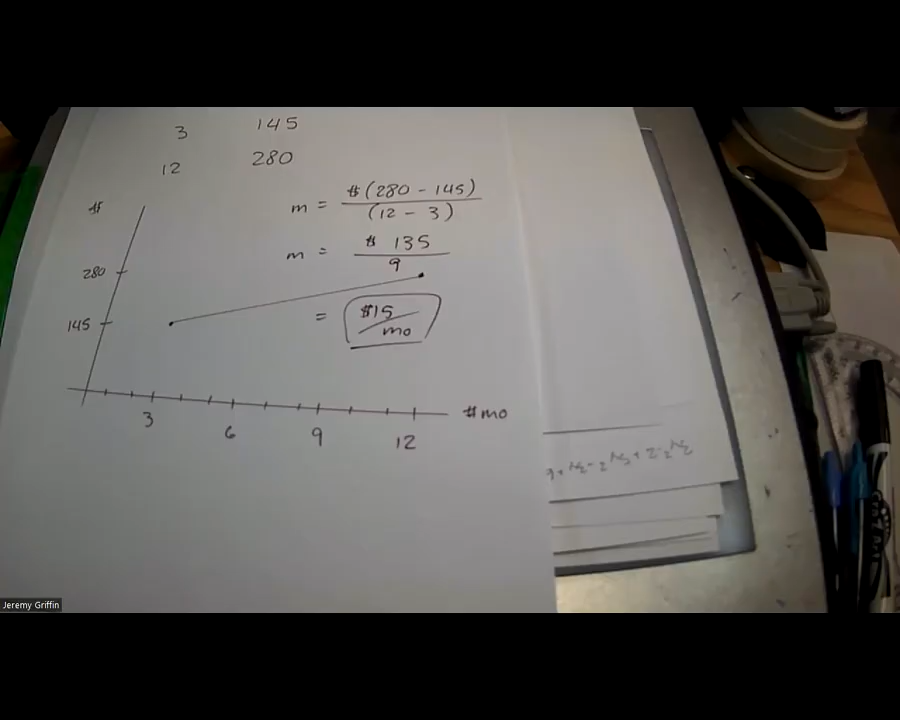 3 145
12 280
$
m = $(280 - 145)
(12 - 3)
m = $ 135
9
280
145
= $15/mo
3 6 9 12
# mo
Jeremy Griffin